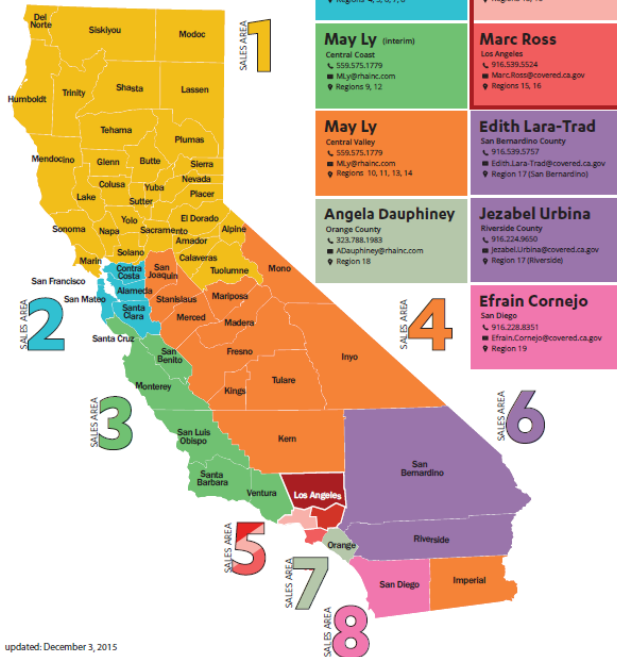 Del
Norte
Siskiyou
Modoc
SALES AREA 1
Humboldt
Trinity
Shasta
Lassen
Tehama
Plumas
Mendocino
Glenn
Butte
Sierra
Nevada
Colusa
Yuba
Placer
Lake
Sutter
Yolo
El Dorado
Sonoma
Napa
Sacramento
Alpine
Amador
Solano
Marin
Calaveras
Tuolumne
Mono
Contra
Costa
San
Joaquin
San Francisco
Alameda
Stanislaus
Mariposa
San Mateo
Santa
Clara
Merced
Madera
SALES AREA 2
SALES AREA 4
Santa Cruz
San
Benito
Fresno
Inyo
Tulare
Monterey
Kings
SALES AREA 3
SALES AREA 6
San Luis
Obispo
Kern
San
Bernardino
Santa
Barbara
Ventura
Los Angeles
SALES AREA 5
Orange
Riverside
SALES AREA 7
San Diego
Imperial
SALES AREA 8
May Ly (interim)
Central Coast
559.575.1779
MLy@rhainc.com
Regions 9, 12
Marc Ross
Los Angeles
916.539.5524
Marc.Ross@covered.ca.gov
Regions 15, 16
May Ly
Central Valley
559.575.1779
MLy@rhainc.com
Regions 10, 11, 13, 14
Edith Lara-Trad
San Bernardino County
916.539.5757
Edith.Lara-Trad@covered.ca.gov
Region 17 (San Bernardino)
Angela Dauphiney
Orange County
323.788.1983
ADauphiney@rhainc.com
Region 18
Jezabel Urbina
Riverside County
916.224.9650
Jezabel.Urbina@covered.ca.gov
Region 17 (Riverside)
Efrain Cornejo
San Diego
916.228.8351
Efrain.Cornejo@covered.ca.gov
Region 19
updated: December 3, 2015